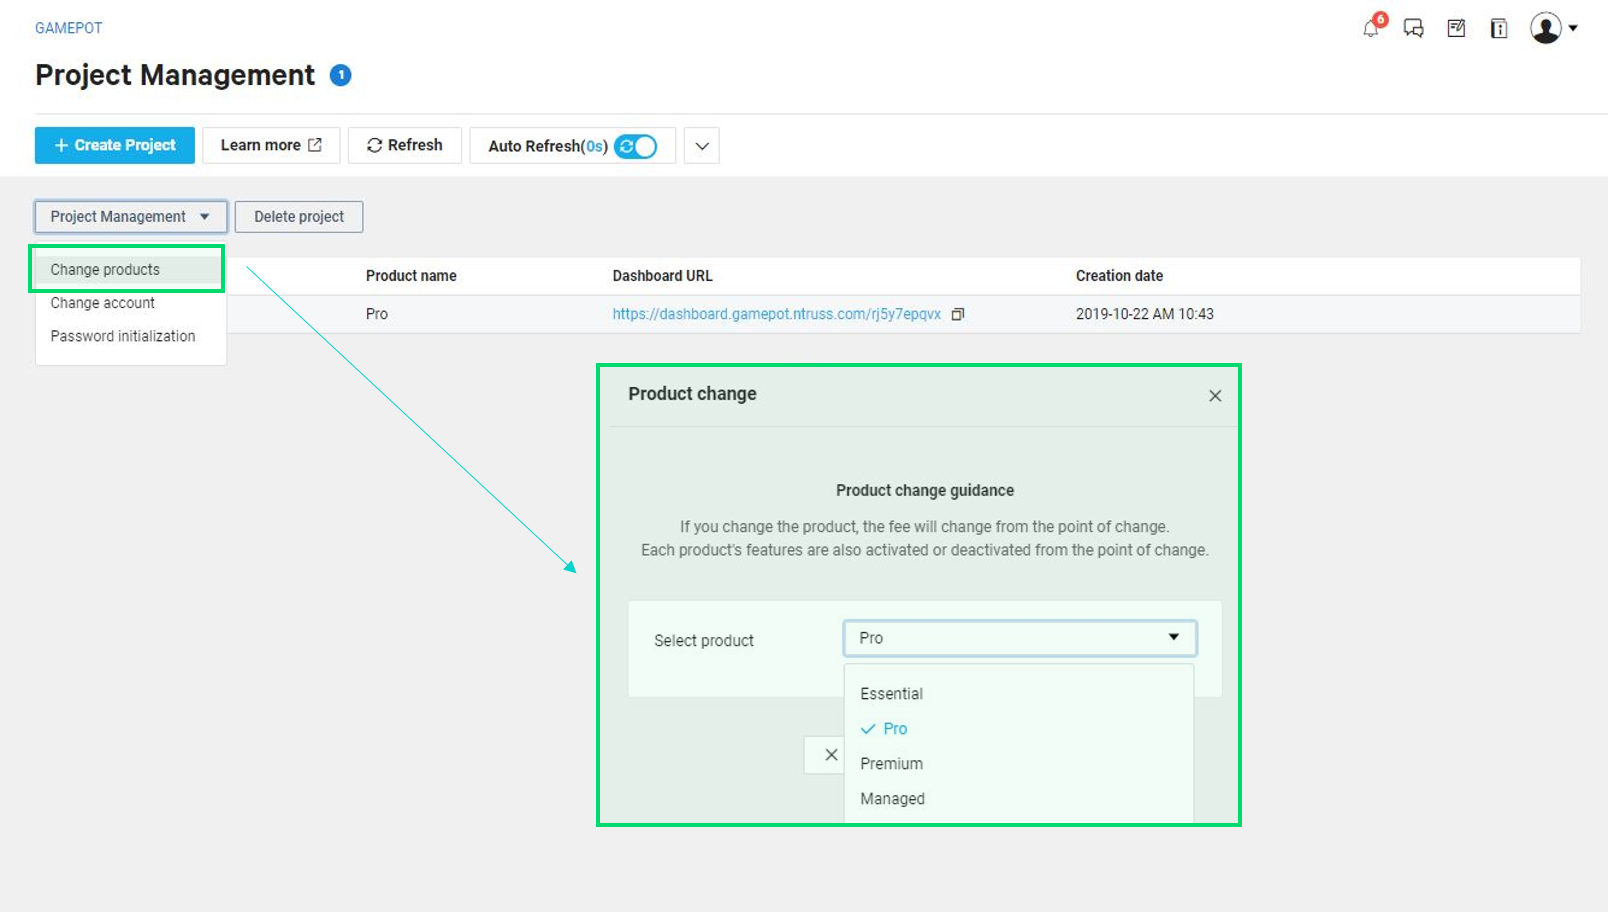 GAMEPOT
6
Project Management 1
+ Create Project
Learn more
Refresh
Auto Refresh(0s)
Project Management
Delete project
Change products
Change account
Password initialization
Product name
Dashboard URL
Creation date
Pro
https://dashboard.gamepot.ntruss.com/rj5y7epqvx
2019-10-22 AM 10:43
Product change
Product change guidance
If you change the product, the fee will change from the point of change.
Each product's features are also activated or deactivated from the point of change.
Select product
Pro
Essential
Pro
Premium
Managed